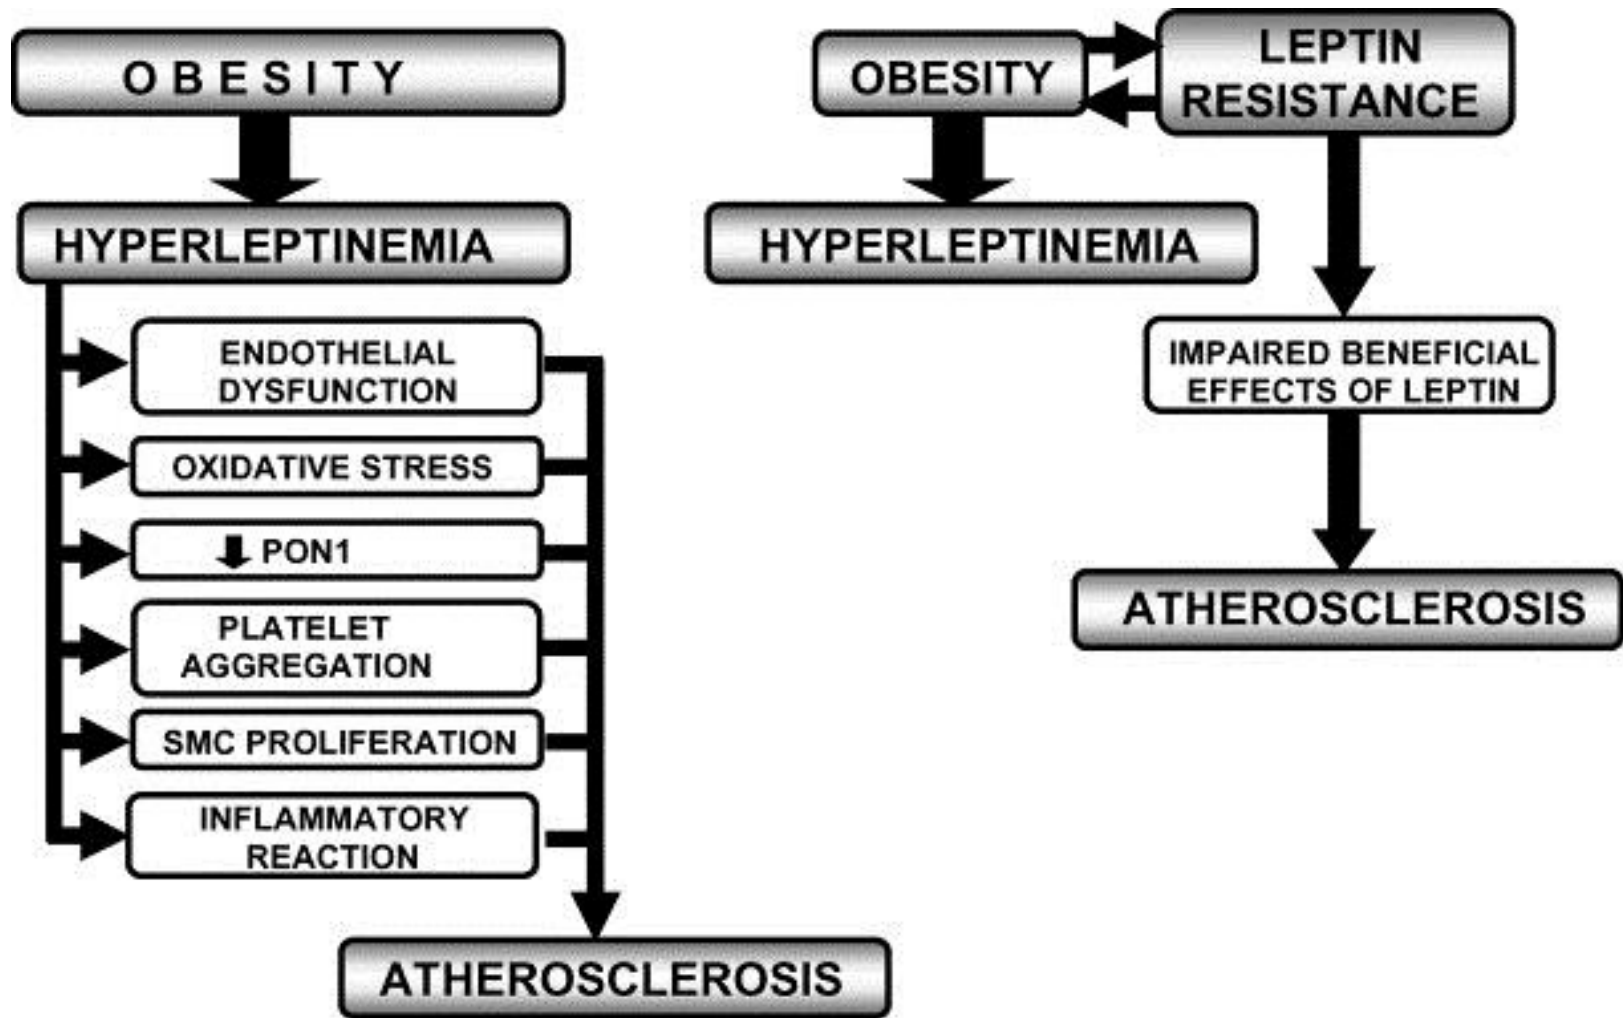 O B E S I T Y
HYPERLEPTINEMIA
ENDOTHELIAL
DYSFUNCTION
OXIDATIVE STRESS
PON1
PLATELET
AGGREGATION
SMC PROLIFERATION
INFLAMMATORY
REACTION
ATHEROSCLEROSIS
OBESITY
LEPTIN
RESISTANCE
HYPERLEPTINEMIA
IMPAIRED BENEFICIAL
EFFECTS OF LEPTIN
ATHEROSCLEROSIS